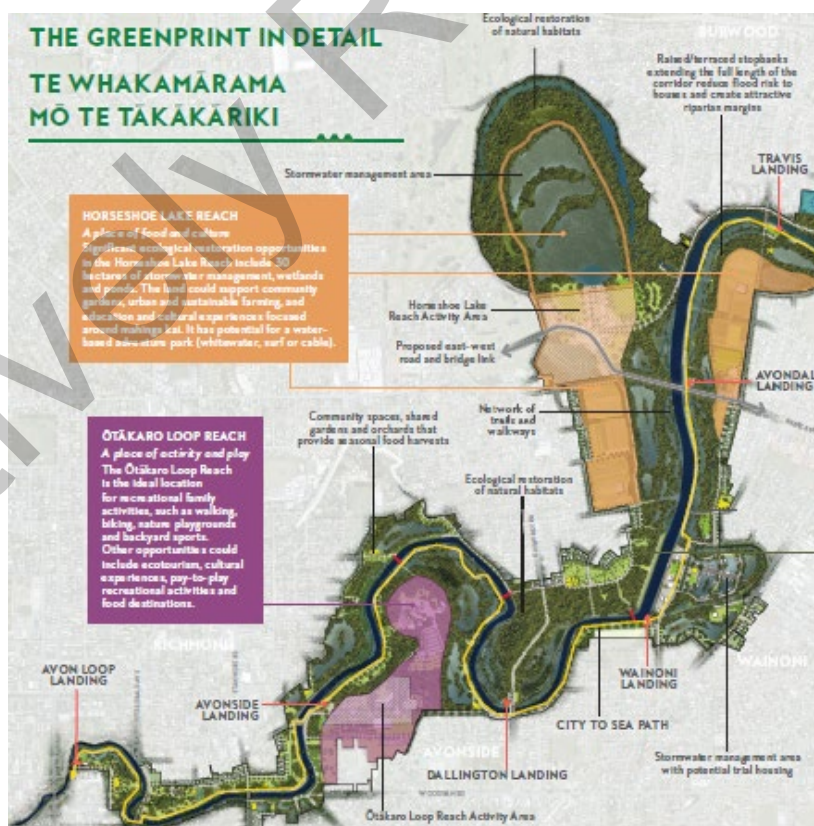 THE GREENPRINT IN DETAIL
TE WHAKAMĀRAMA
MŌ TE TĀKĀKĀRIKI
Ecological restoration
of natural habitats
BURWOOD
Raised/terraced stopbanks
extending the full length of the
corridor reduce flood risk to
houses and create attractive
riparian margins
TRAVIS
LANDING
Stormwater management area
HORSESHOE LAKE REACH
A place of food and culture
Significant ecological restoration opportunities
in the Horseshoe Lake Reach include 30
hectares of stormwater management, wetlands
and ponds. The land could support community
gardens, urban and sustainable farming, and
education and cultural experiences focused
around mahinga kai. It has potential for a water-
based adventure park (whitewater, surf or cable).
Horseshoe Lake
Reach Activity Area
Proposed east-west
road and bridge link
AVONDAL
LANDING
Network of
trails and
walkways
Community spaces, shared
gardens and orchards that
provide seasonal food harvests
ŌTĀKARO LOOP REACH
A place of activity and play
The Ōtākaro Loop Reach
is the ideal location
for recreational family
activities, such as walking,
biking, nature playgrounds
and backyard sports.
Other opportunities could
include ecotourism, cultural
experiences, pay-to-play
recreational activities and
food destinations.
Ecological restoration
of natural habitats
RICHMOND
AVON LOOP
LANDING
AVONSIDE
LANDING
WAINONI
LANDING
WAINONI
CITY TO SEA PATH
AVONSIDE
DALLINGTON LANDING
Stormwater management area
with potential trial housing
Ōtākaro Loop Reach Activity Area